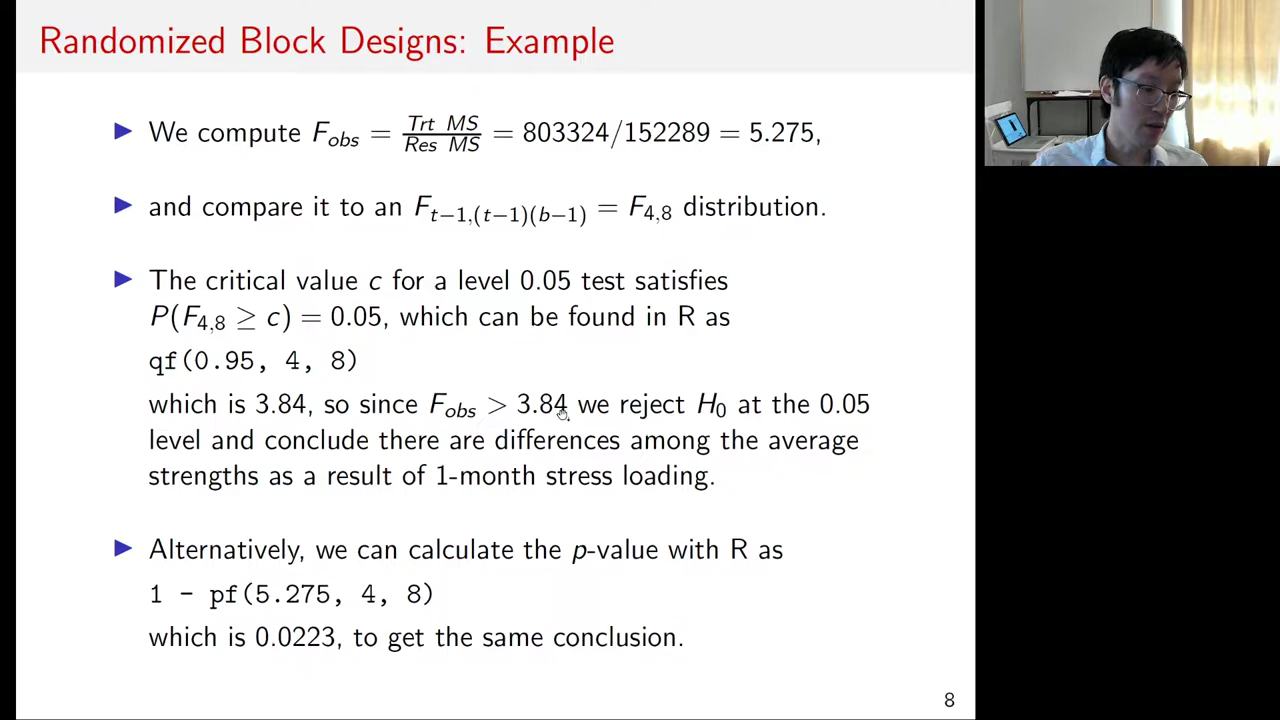 Randomized Block Designs: Example
▶ We compute F_obs = Trt MS / Res MS = 803324/152289 = 5.275,
▶ and compare it to an F_{t−1,(t−1)(b−1)} = F_{4,8} distribution.
▶ The critical value c for a level 0.05 test satisfies
P(F_{4,8} ≥ c) = 0.05, which can be found in R as
qf(0.95, 4, 8)
which is 3.84, so since F_obs > 3.84 we reject H_0 at the 0.05
level and conclude there are differences among the average
strengths as a result of 1-month stress loading.
▶ Alternatively, we can calculate the p-value with R as
1 - pf(5.275, 4, 8)
which is 0.0223, to get the same conclusion.
8